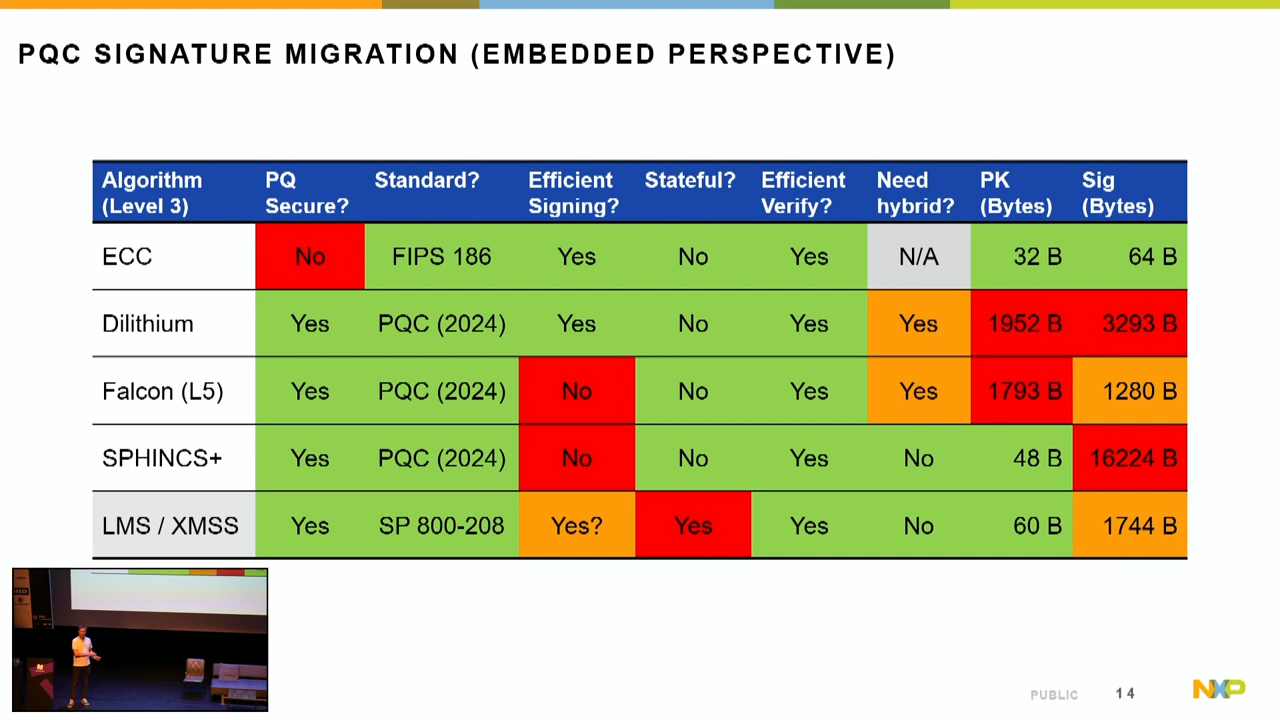 PQC SIGNATURE MIGRATION (EMBEDDED PERSPECTIVE)
Algorithm (Level 3) PQ Secure? Standard? Efficient Signing? Stateful? Efficient Verify? Need hybrid? PK (Bytes) Sig (Bytes)
ECC No FIPS 186 Yes No Yes N/A 32 B 64 B
Dilithium Yes PQC (2024) Yes No Yes Yes 1952 B 3293 B
Falcon (L5) Yes PQC (2024) No No Yes Yes 1793 B 1280 B
SPHINCS+ Yes PQC (2024) No No Yes No 48 B 16224 B
LMS / XMSS Yes SP 800-208 Yes? Yes Yes No 60 B 1744 B
PUBLIC 14 NXP